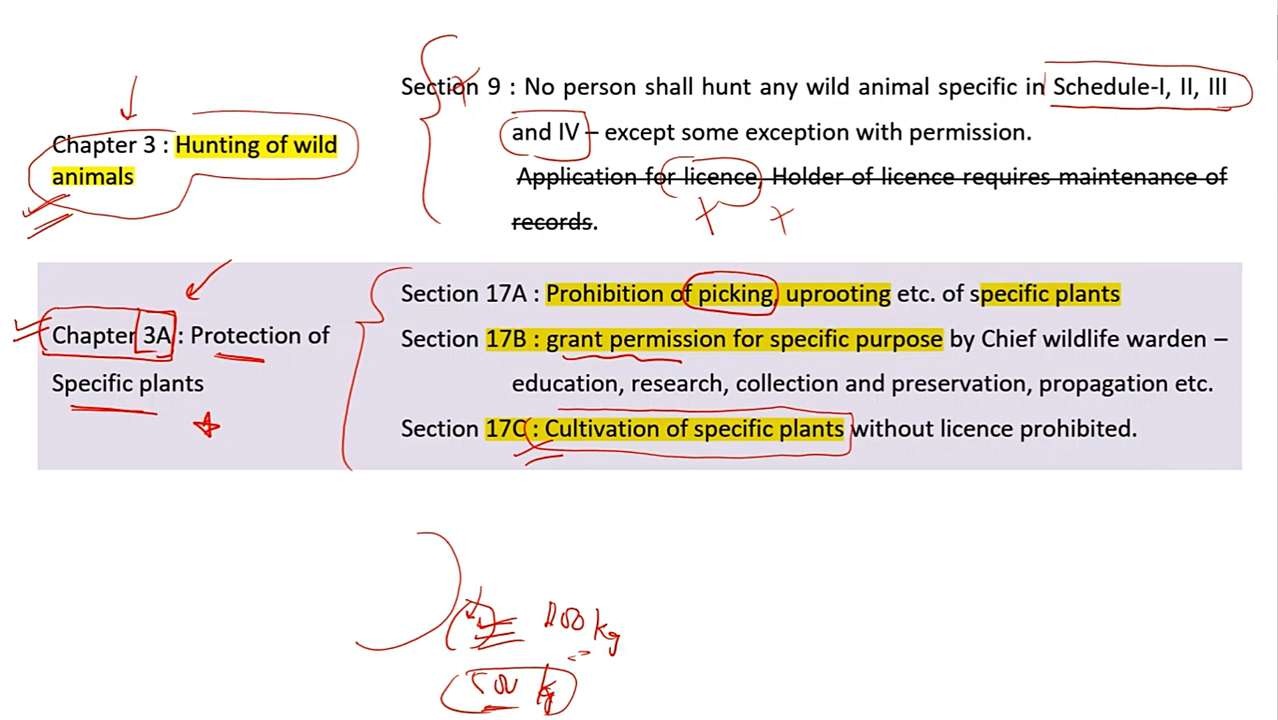 Chapter 3 : Hunting of wild
animals
Section 9 : No person shall hunt any wild animal specific in Schedule-I, II, III
and IV – except some exception with permission.
Application for licence, Holder of licence requires maintenance of
records.
Chapter 3A : Protection of
Specific plants
Section 17A : Prohibition of picking, uprooting etc. of specific plants
Section 17B : grant permission for specific purpose by Chief wildlife warden –
education, research, collection and preservation, propagation etc.
Section 17C : Cultivation of specific plants without licence prohibited.
kg
500 kg